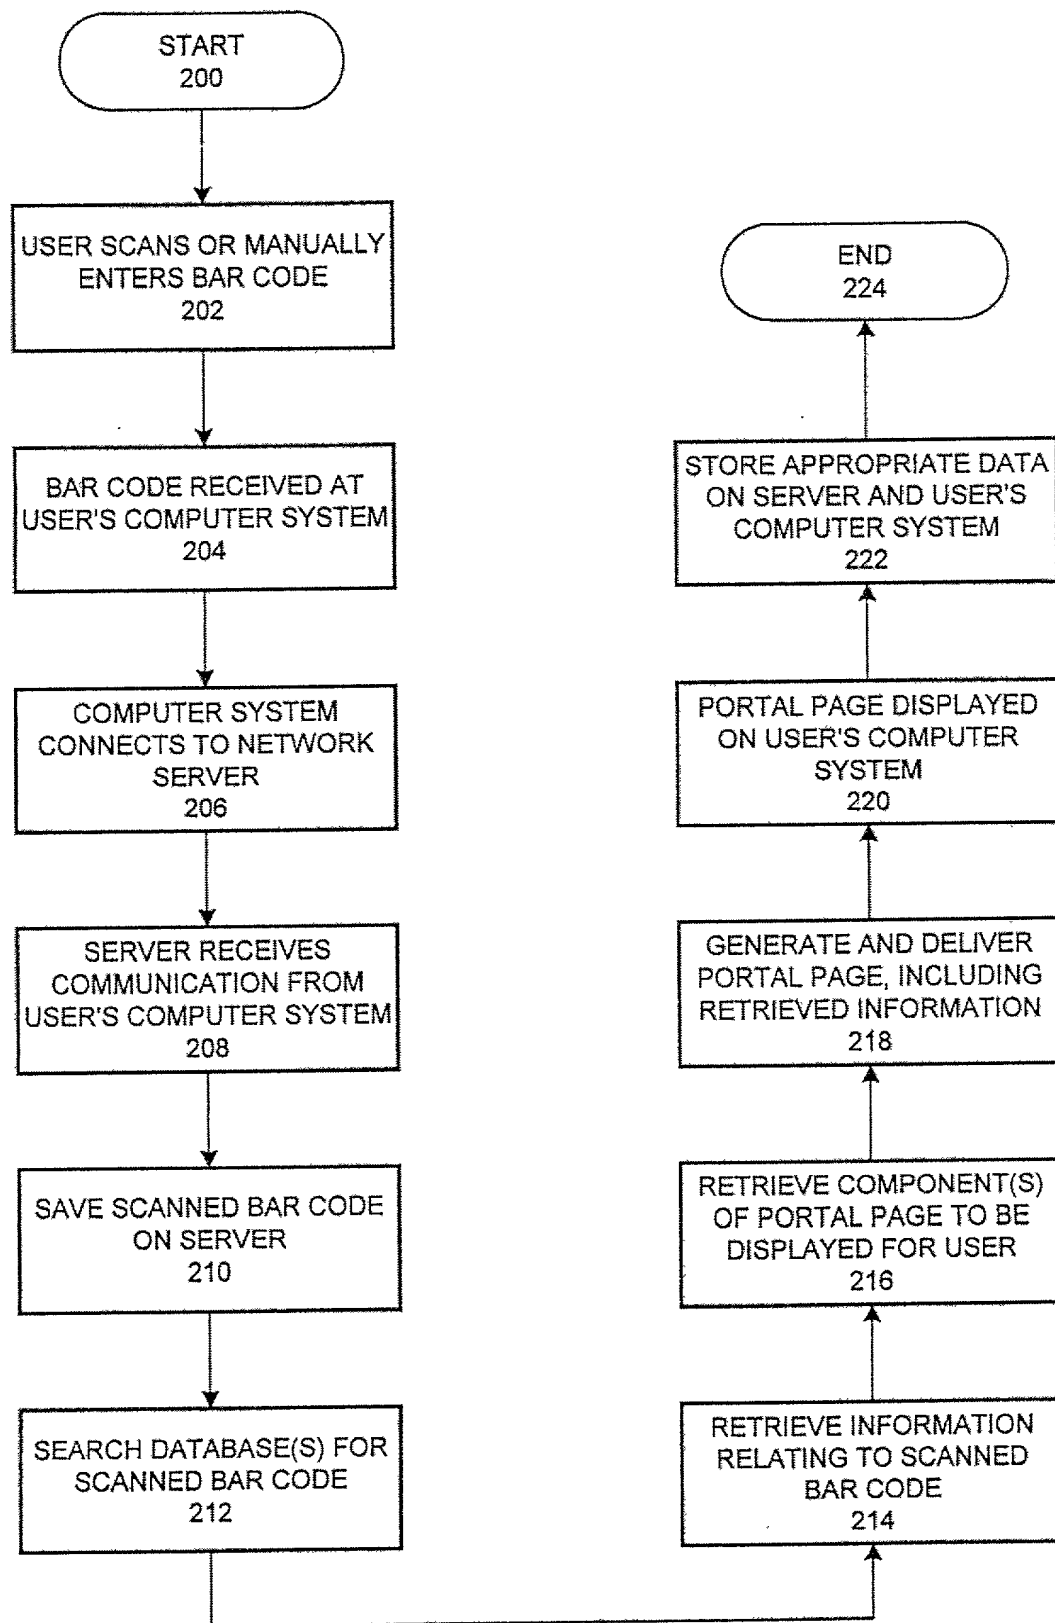 START
200
USER SCANS OR MANUALLY
ENTERS BAR CODE
202
BAR CODE RECEIVED AT
USER'S COMPUTER SYSTEM
204
COMPUTER SYSTEM
CONNECTS TO NETWORK
SERVER
206
SERVER RECEIVES
COMMUNICATION FROM
USER'S COMPUTER SYSTEM
208
SAVE SCANNED BAR CODE
ON SERVER
210
SEARCH DATABASE(S) FOR
SCANNED BAR CODE
212
RETRIEVE INFORMATION
RELATING TO SCANNED
BAR CODE
214
RETRIEVE COMPONENT(S)
OF PORTAL PAGE TO BE
DISPLAYED FOR USER
216
GENERATE AND DELIVER
PORTAL PAGE, INCLUDING
RETRIEVED INFORMATION
218
PORTAL PAGE DISPLAYED
ON USER'S COMPUTER
SYSTEM
220
STORE APPROPRIATE DATA
ON SERVER AND USER'S
COMPUTER SYSTEM
222
END
224